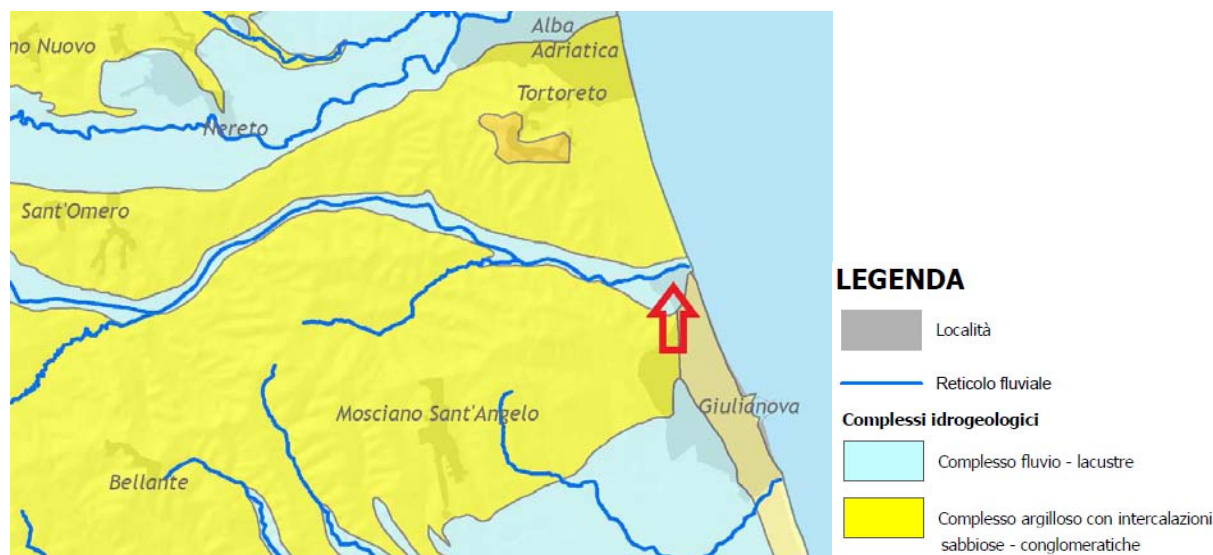 Alba
Adriatica
no Nuovo
Tortoreto
Nereto
Sant'Omero
Giulianova
Mosciano Sant'Angelo
Bellante
LEGENDA
Località
Reticolo fluviale
Complessi idrogeologici
Complesso fluvio - lacustre
Complesso argilloso con intercalazioni
sabbiose - conglomeratiche